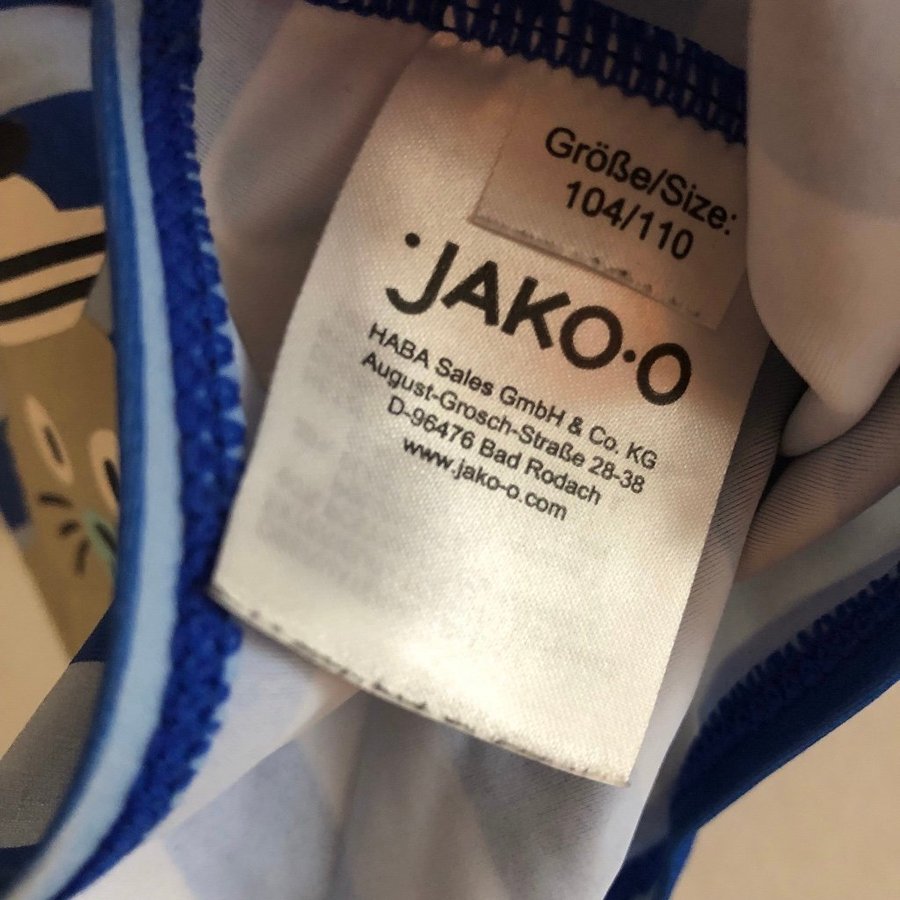 Größe/Size:
104/110
JAKO·O
HABA Sales GmbH & Co. KG
August-Grosch-Straße 28-38
D-96476 Bad Rodach
www.jako-o.com